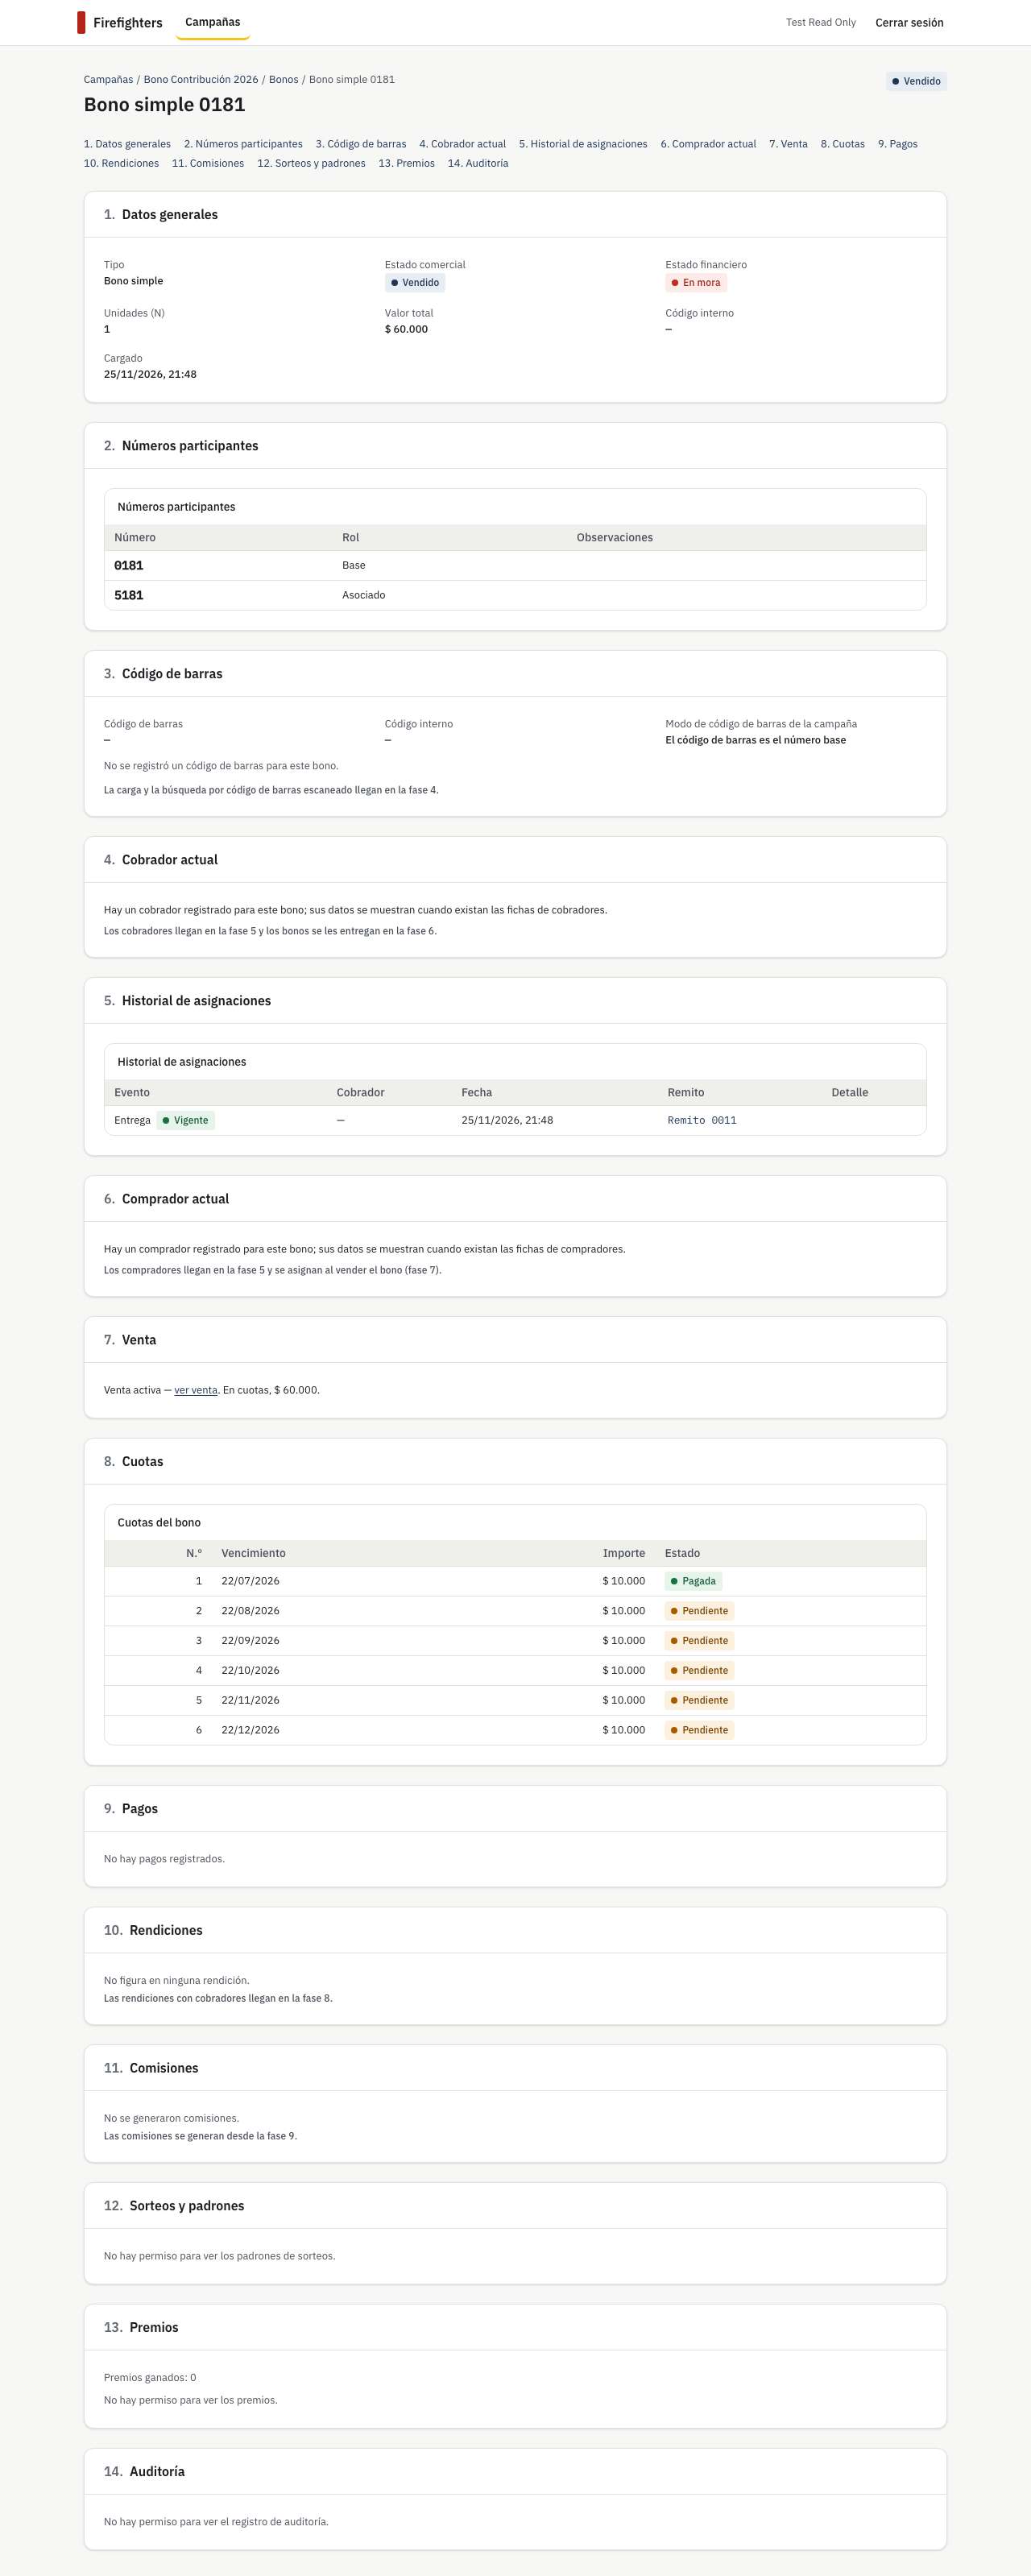 Firefighters
Campañas
Test Read Only
Cerrar sesión
Campañas / Bono Contribución 2026 / Bonos / Bono simple 0181
Vendido
Bono simple 0181
1. Datos generales 2. Números participantes 3. Código de barras 4. Cobrador actual 5. Historial de asignaciones 6. Comprador actual 7. Venta 8. Cuotas 9. Pagos
10. Rendiciones 11. Comisiones 12. Sorteos y padrones 13. Premios 14. Auditoría
1. Datos generales
Tipo Estado comercial Estado financiero
Bono simple Vendido En mora
Unidades (N) Valor total Código interno
1 $ 60.000 —
Cargado
25/11/2026, 21:48
2. Números participantes
Números participantes
Número Rol Observaciones
0181 Base
5181 Asociado
3. Código de barras
Código de barras Código interno Modo de código de barras de la campaña
— — El código de barras es el número base
No se registró un código de barras para este bono.
La carga y la búsqueda por código de barras escaneado llegan en la fase 4.
4. Cobrador actual
Hay un cobrador registrado para este bono; sus datos se muestran cuando existan las fichas de cobradores.
Los cobradores llegan en la fase 5 y los bonos se les entregan en la fase 6.
5. Historial de asignaciones
Historial de asignaciones
Evento Cobrador Fecha Remito Detalle
Entrega Vigente — 25/11/2026, 21:48 Remito 0011
6. Comprador actual
Hay un comprador registrado para este bono; sus datos se muestran cuando existan las fichas de compradores.
Los compradores llegan en la fase 5 y se asignan al vender el bono (fase 7).
7. Venta
Venta activa — ver venta. En cuotas, $ 60.000.
8. Cuotas
Cuotas del bono
N.º Vencimiento Importe Estado
1 22/07/2026 $ 10.000 Pagada
2 22/08/2026 $ 10.000 Pendiente
3 22/09/2026 $ 10.000 Pendiente
4 22/10/2026 $ 10.000 Pendiente
5 22/11/2026 $ 10.000 Pendiente
6 22/12/2026 $ 10.000 Pendiente
9. Pagos
No hay pagos registrados.
10. Rendiciones
No figura en ninguna rendición.
Las rendiciones con cobradores llegan en la fase 8.
11. Comisiones
No se generaron comisiones.
Las comisiones se generan desde la fase 9.
12. Sorteos y padrones
No hay permiso para ver los padrones de sorteos.
13. Premios
Premios ganados: 0
No hay permiso para ver los premios.
14. Auditoría
No hay permiso para ver el registro de auditoría.